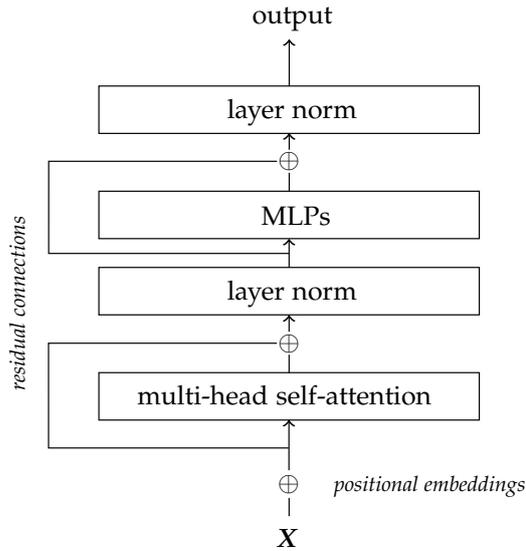 output
layer norm
⊕
MLPs
layer norm
⊕
multi-head self-attention
residual connections
⊕ positional embeddings
X